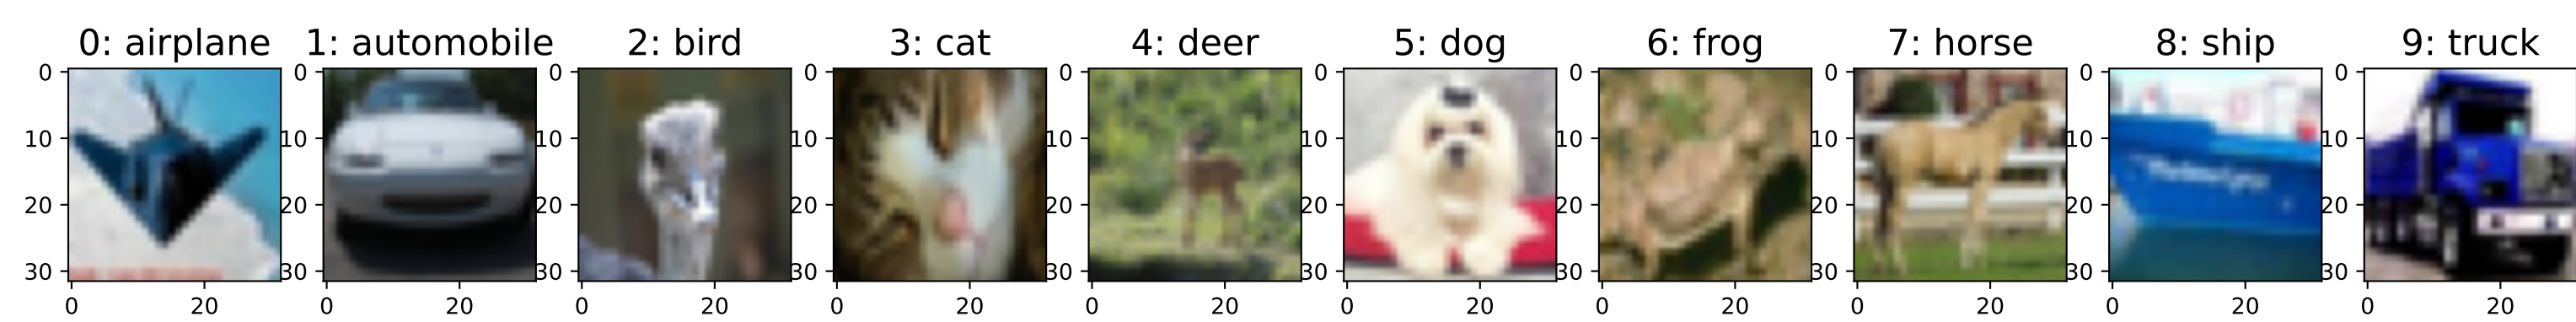 0: airplane 1: automobile 2: bird 3: cat 4: deer 5: dog 6: frog 7: horse 8: ship 9: truck
0 0 0 0 0 0 0 0 0 0
10 10 10 10 10 10 10 10 10 10
20 20 20 20 20 20 20 20 20 20
30 30 30 30 30 30 30 30 30 30
0 20 0 20 0 20 0 20 0 20 0 20 0 20 0 20 0 20 0 20